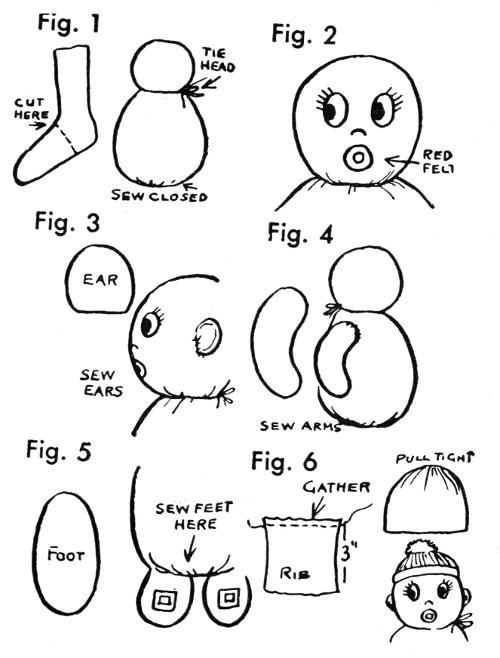 Fig. 1
CUT
HERE
TIE
HEAD
SEW CLOSED
Fig. 2
RED
FELT
Fig. 3
EAR
SEW
EARS
Fig. 4
SEW ARMS
Fig. 5
FOOT
SEW FEET
HERE
Fig. 6
GATHER
3"
RIB
PULL TIGHT